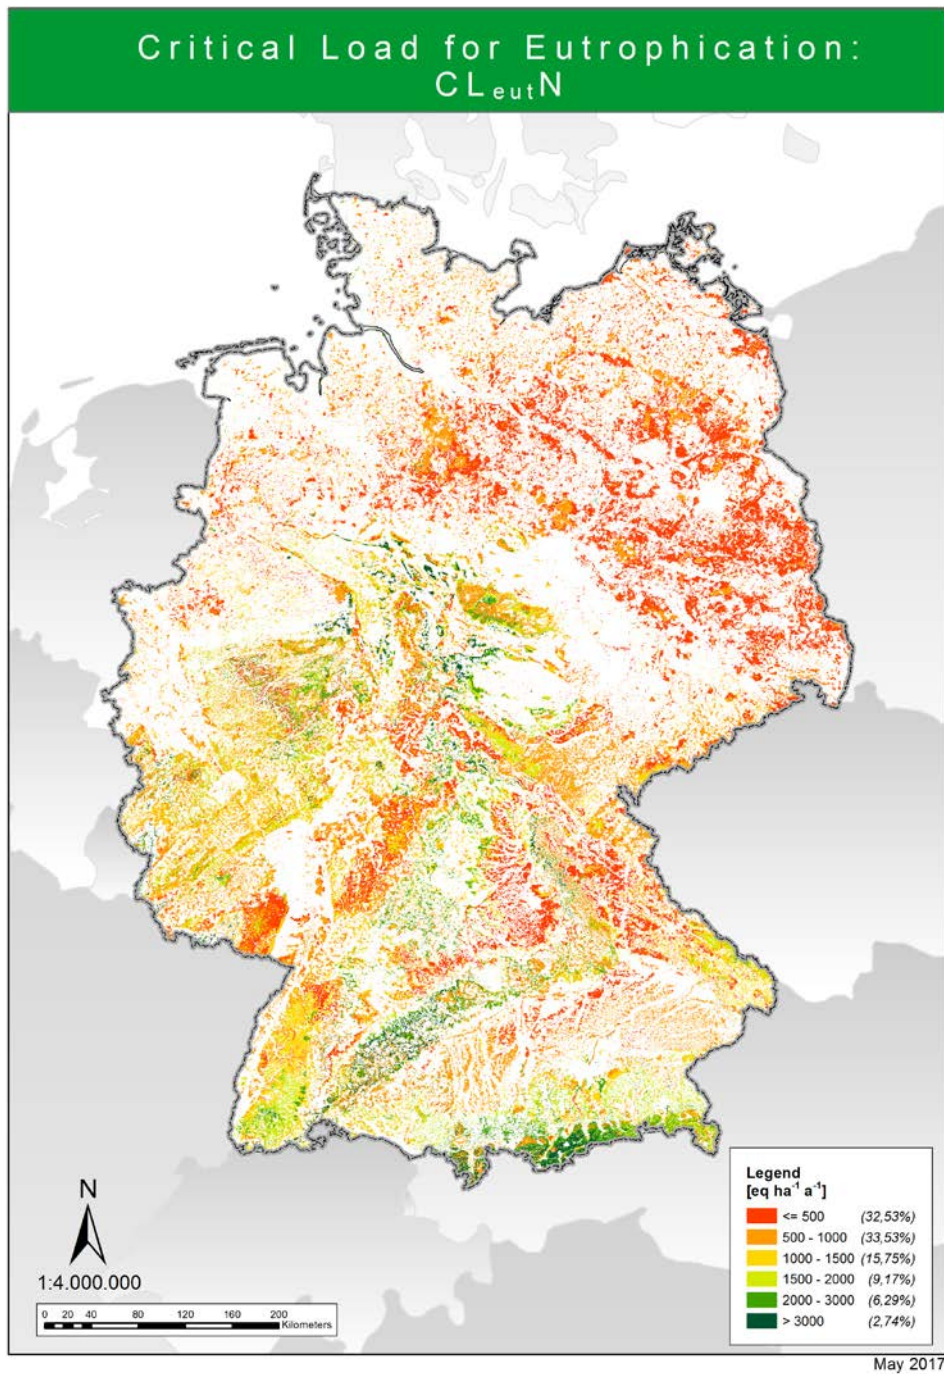 Critical Load for Eutrophication:
CLeutN
N
1:4.000.000
0 20 40 80 120 160 200
Kilometers
Legend
[eq ha-1 a-1]
<= 500 (32,53%)
500 - 1000 (33,53%)
1000 - 1500 (15,75%)
1500 - 2000 (9,17%)
2000 - 3000 (6,29%)
> 3000 (2,74%)
May 2017